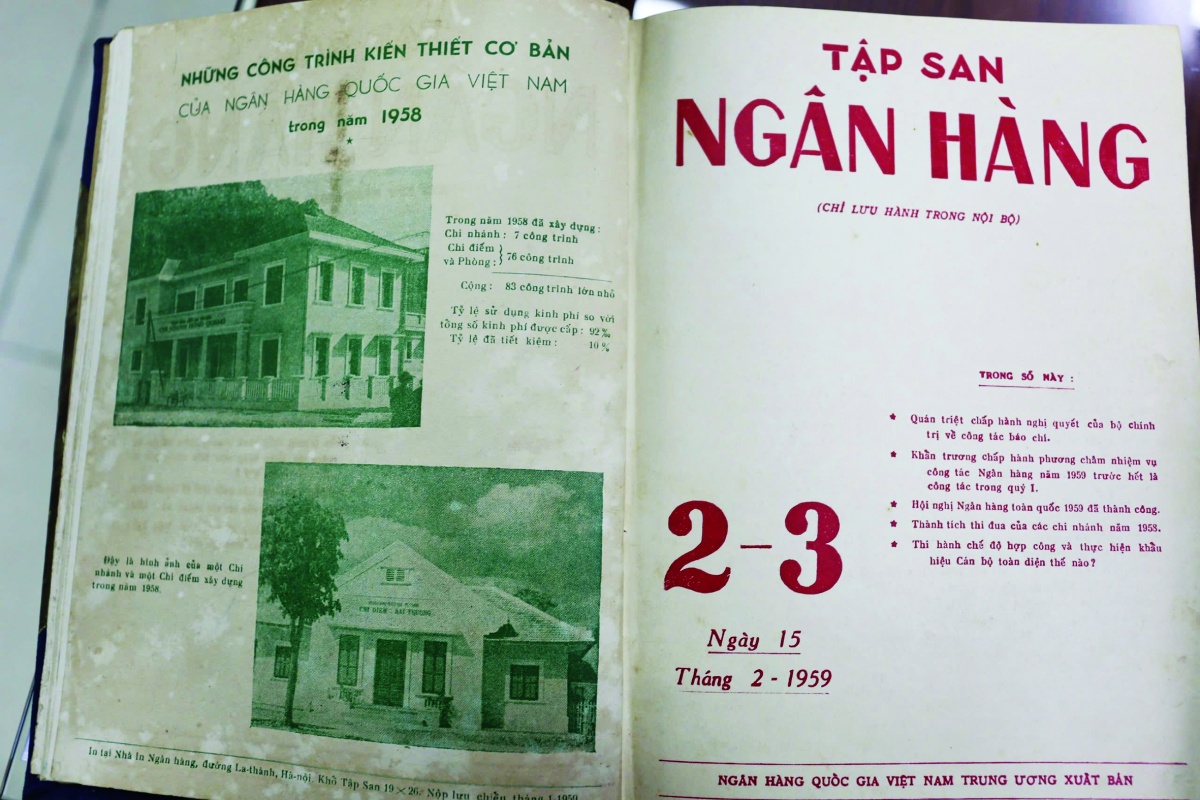 NHỮNG CÔNG TRÌNH KIẾN THIẾT CƠ BẢN
CỦA NGÂN HÀNG QUỐC GIA VIỆT NAM
trong năm 1958
Trong năm 1958 đã xây dựng:
Chi nhánh: 7 công trình
Chi điếm
và Phòng: } 76 công trình
Cộng: 83 công trình lớn nhỏ
Tỷ lệ sử dụng kinh phí so với
tổng số kinh phí được cấp: 92%
Tỷ lệ đã tiết kiệm: 10%
Đậy là hình ảnh của một Chi
nhánh và một Chi điếm xây dựng
trong năm 1958.
CHI ĐIẾM - HẢI
In tại Nhà In Ngân hàng, đường La-thành, Hà-nội. Khổ Tập San 19 × 26. Nộp lưu chiểu tháng 1-1959
TẬP SAN
NGÂN HÀNG
(CHỈ LƯU HÀNH TRONG NỘI BỘ)
TRONG SỐ NÀY :
★ Quán triệt chấp hành nghị quyết của bộ chính
trị về công tác báo chí.
★ Khẩn trương chấp hành phương châm nhiệm vụ
công tác Ngân hàng năm 1959 trước hết là
công tác trong quý I.
★ Hội nghị Ngân hàng toàn quốc 1959 đã thành công.
★ Thành tích thi đua của các chi nhánh năm 1958.
★ Thi hành chế độ hợp công và thực hiện khẩu
hiệu Cán bộ toàn diện thế nào?
2-3
Ngày 15
Tháng 2 - 1959
NGÂN HÀNG QUỐC GIA VIỆT NAM TRUNG ƯƠNG XUẤT BẢN